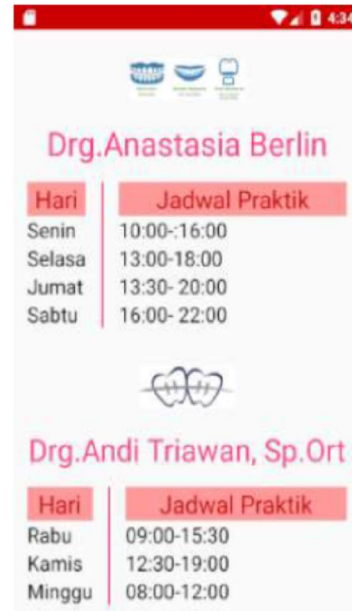 4:34
Drg.Anastasia Berlin
Hari Jadwal Praktik
Senin 10:00-:16:00
Selasa 13:00-18:00
Jumat 13:30- 20:00
Sabtu 16:00- 22:00
Drg.Andi Triawan, Sp.Ort
Hari Jadwal Praktik
Rabu 09:00-15:30
Kamis 12:30-19:00
Minggu 08:00-12:00